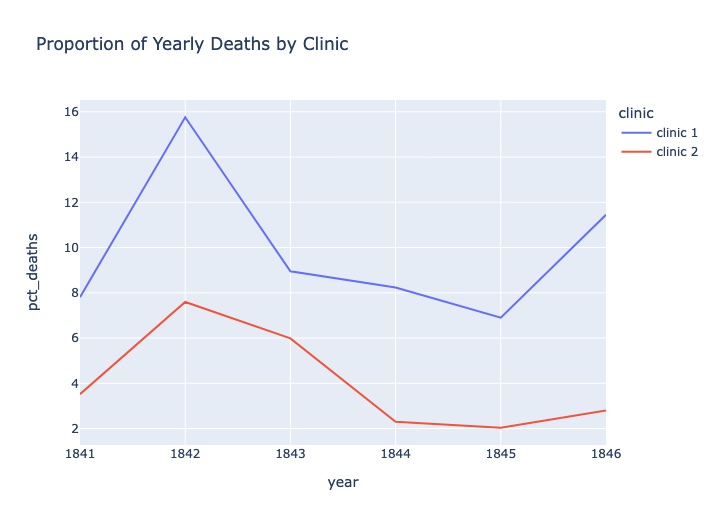 Proportion of Yearly Deaths by Clinic
clinic
clinic 1
clinic 2
pct_deaths
16
14
12
10
8
6
4
2
1841 1842 1843 1844 1845 1846
year